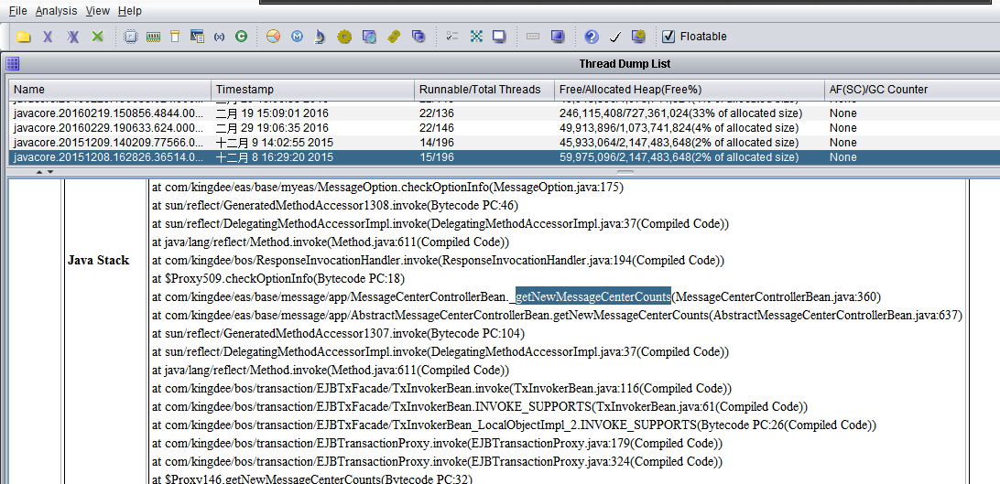 File Analysis View Help
Floatable
Thread Dump List
Name Timestamp Runnable/Total Threads Free/Allocated Heap(Free%) AF(SC)/GC Counter
javacore.20160219.150856.4844.00... 二月 19 15:09:01 2016 22/136 246,115,408/727,361,024(33% of allocated size) None
javacore.20160229.190633.624.000... 二月 29 19:06:35 2016 22/146 49,913,896/1,073,741,824(4% of allocated size) None
javacore.20151209.140209.77566.0... 十二月 9 14:02:55 2015 14/196 45,933,064/2,147,483,648(2% of allocated size) None
javacore.20151208.162826.36514.0... 十二月 8 16:29:20 2015 15/196 59,975,096/2,147,483,648(2% of allocated size) None
at com/kingdee/eas/base/myeas/MessageOption.checkOptionInfo(MessageOption.java:175)
at sun/reflect/GeneratedMethodAccessor1308.invoke(Bytecode PC:46)
at sun/reflect/DelegatingMethodAccessorImpl.invoke(DelegatingMethodAccessorImpl.java:37(Compiled Code))
at java/lang/reflect/Method.invoke(Method.java:611(Compiled Code))
Java Stack
at com/kingdee/bos/ResponseInvocationHandler.invoke(ResponseInvocationHandler.java:194(Compiled Code))
at $Proxy509.checkOptionInfo(Bytecode PC:18)
at com/kingdee/eas/base/message/app/MessageCenterControllerBean._getNewMessageCenterCounts(MessageCenterControllerBean.java:360)
at com/kingdee/eas/base/message/app/AbstractMessageCenterControllerBean.getNewMessageCenterCounts(AbstractMessageCenterControllerBean.java:637)
at sun/reflect/GeneratedMethodAccessor1307.invoke(Bytecode PC:104)
at sun/reflect/DelegatingMethodAccessorImpl.invoke(DelegatingMethodAccessorImpl.java:37(Compiled Code))
at java/lang/reflect/Method.invoke(Method.java:611(Compiled Code))
at com/kingdee/bos/transaction/EJBTxFacade/TxInvokerBean.invoke(TxInvokerBean.java:116(Compiled Code))
at com/kingdee/bos/transaction/EJBTxFacade/TxInvokerBean.INVOKE_SUPPORTS(TxInvokerBean.java:61(Compiled Code))
at com/kingdee/bos/transaction/EJBTxFacade/TxInvokerBean_LocalObjectImpl_2.INVOKE_SUPPORTS(Bytecode PC:26(Compiled Code))
at com/kingdee/bos/transaction/EJBTransactionProxy.invoke(EJBTransactionProxy.java:179(Compiled Code))
at com/kingdee/bos/transaction/EJBTransactionProxy.invoke(EJBTransactionProxy.java:324(Compiled Code))
at $Proxy146.getNewMessageCenterCounts(Bytecode PC:32)